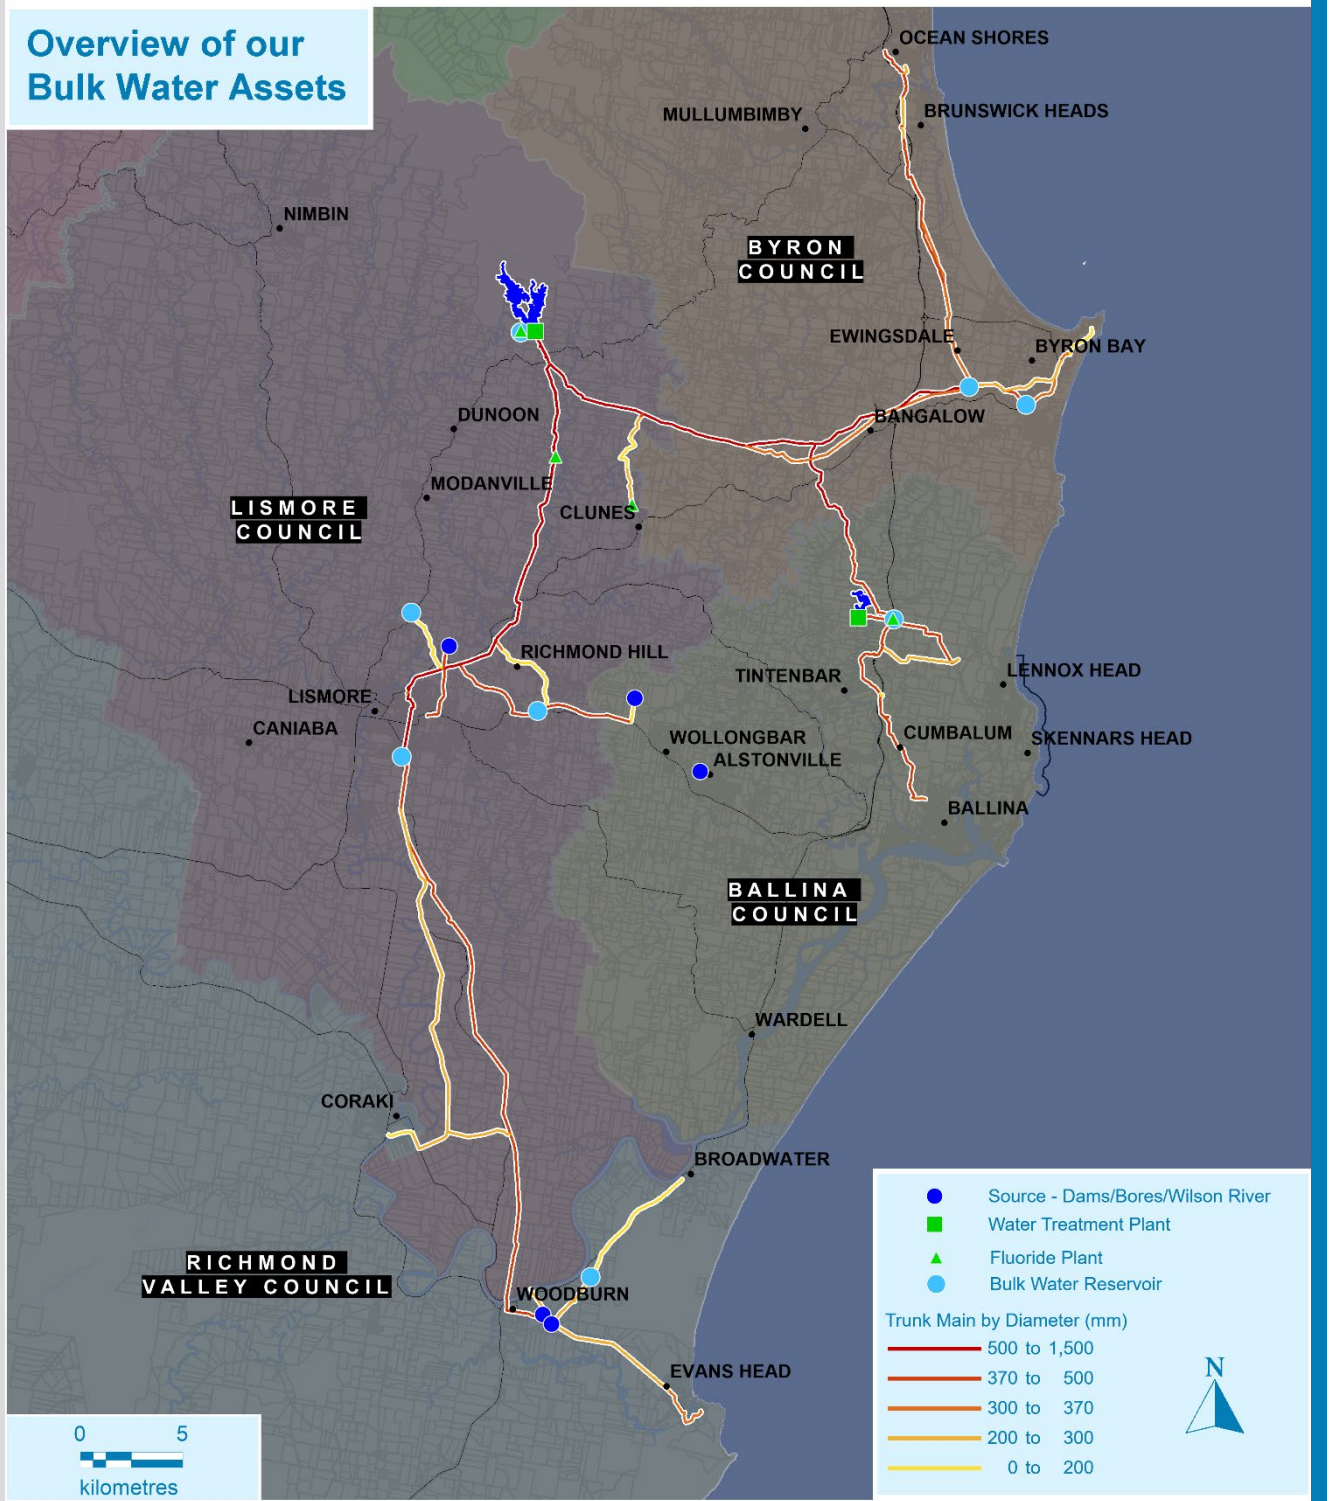 Overview of our
Bulk Water Assets
OCEAN SHORES
MULLUMBIMBY
BRUNSWICK HEADS
NIMBIN
BYRON
COUNCIL
EWINGSDALE
BYRON BAY
DUNOON
BANGALOW
MODANVILLE
LISMORE
COUNCIL
CLUNES
RICHMOND HILL
TINTENBAR
LENNOX HEAD
LISMORE
CANIABA
WOLLONGBAR
CUMBALUM
SKENNARS HEAD
ALSTONVILLE
BALLINA
BALLINA
COUNCIL
WARDELL
CORAKI
BROADWATER
RICHMOND
VALLEY COUNCIL
WOODBURN
EVANS HEAD
Source - Dams/Bores/Wilson River
Water Treatment Plant
Fluoride Plant
Bulk Water Reservoir
Trunk Main by Diameter (mm)
500 to 1,500
370 to 500
300 to 370
200 to 300
0 to 200
N
0 5
kilometres